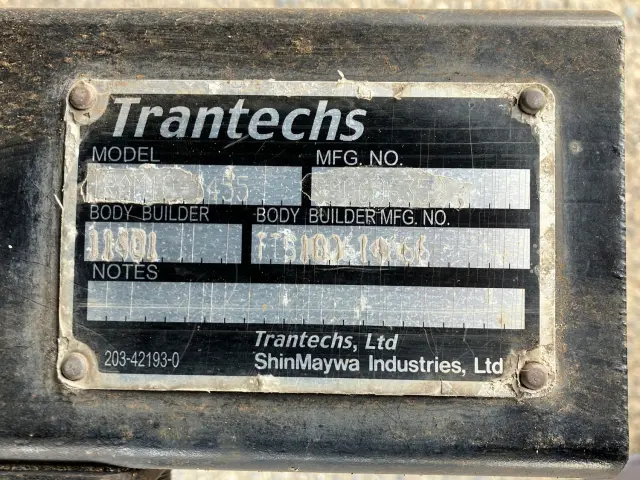 Trantechs
MODEL
MFG. NO.
BODY BUILDER
BODY BUILDER MFG. NO.
11401
NOTES
203-42193-0
Trantechs, Ltd
ShinMaywa Industries, Ltd